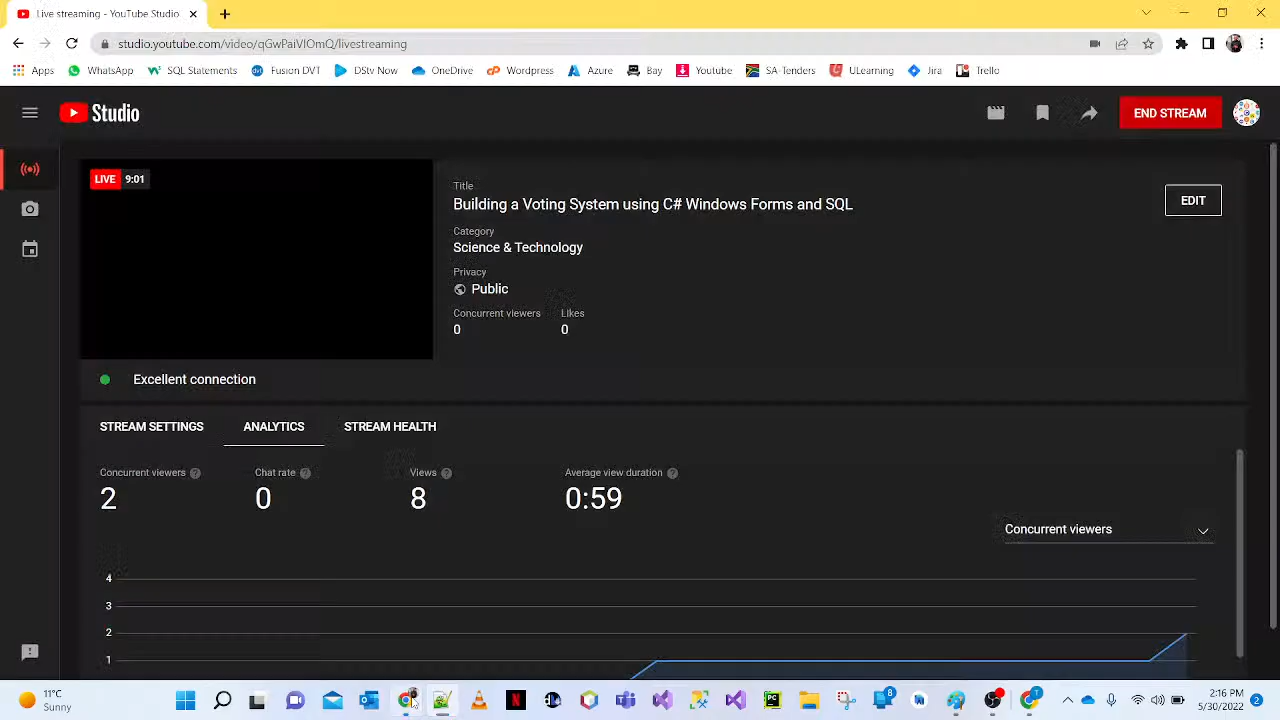 Live streaming - YouTube Studio
studio.youtube.com/video/qGwPaiVIOmQ/livestreaming
Apps WhatsApp SQL Statements Fusion DVT DStv Now OneDrive Wordpress Azure Bay Youtube SA-Tenders ULearning Jira Trello
Studio
END STREAM
LIVE 9:01
Title
Building a Voting System using C# Windows Forms and SQL
EDIT
Category
Science & Technology
Privacy
Public
Concurrent viewers Likes
0 0
Excellent connection
STREAM SETTINGS ANALYTICS STREAM HEALTH
Concurrent viewers Chat rate Views Average view duration
2 0 8 0:59
Concurrent viewers
4
3
2
1
11°C
Sunny
8
5:16 PM
5/30/2022
2